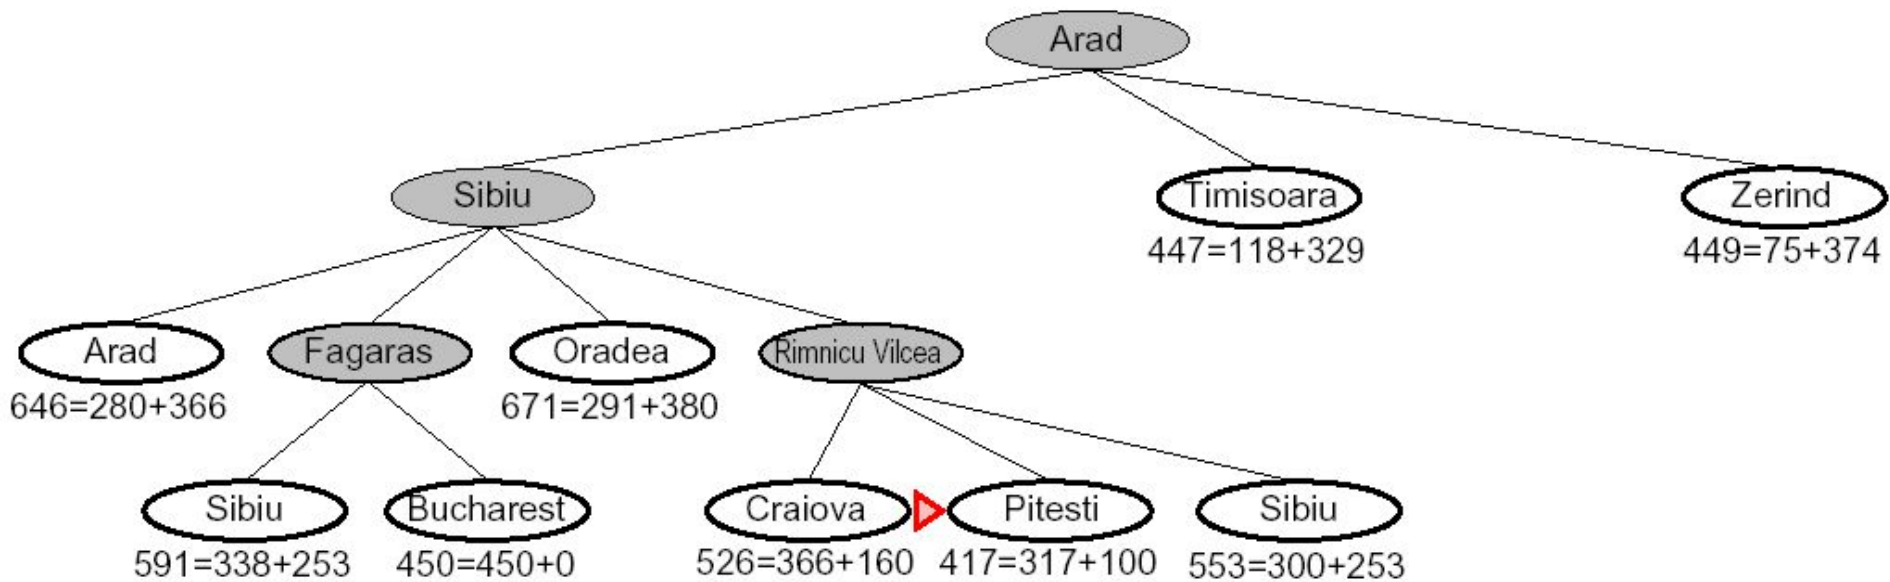 Arad
Sibiu
Timisoara
Zerind
447=118+329
449=75+374
Arad
Fagaras
Oradea
Rimnicu Vilcea
646=280+366
671=291+380
Sibiu
Bucharest
Craiova
Pitesti
Sibiu
591=338+253
450=450+0
526=366+160
417=317+100
553=300+253